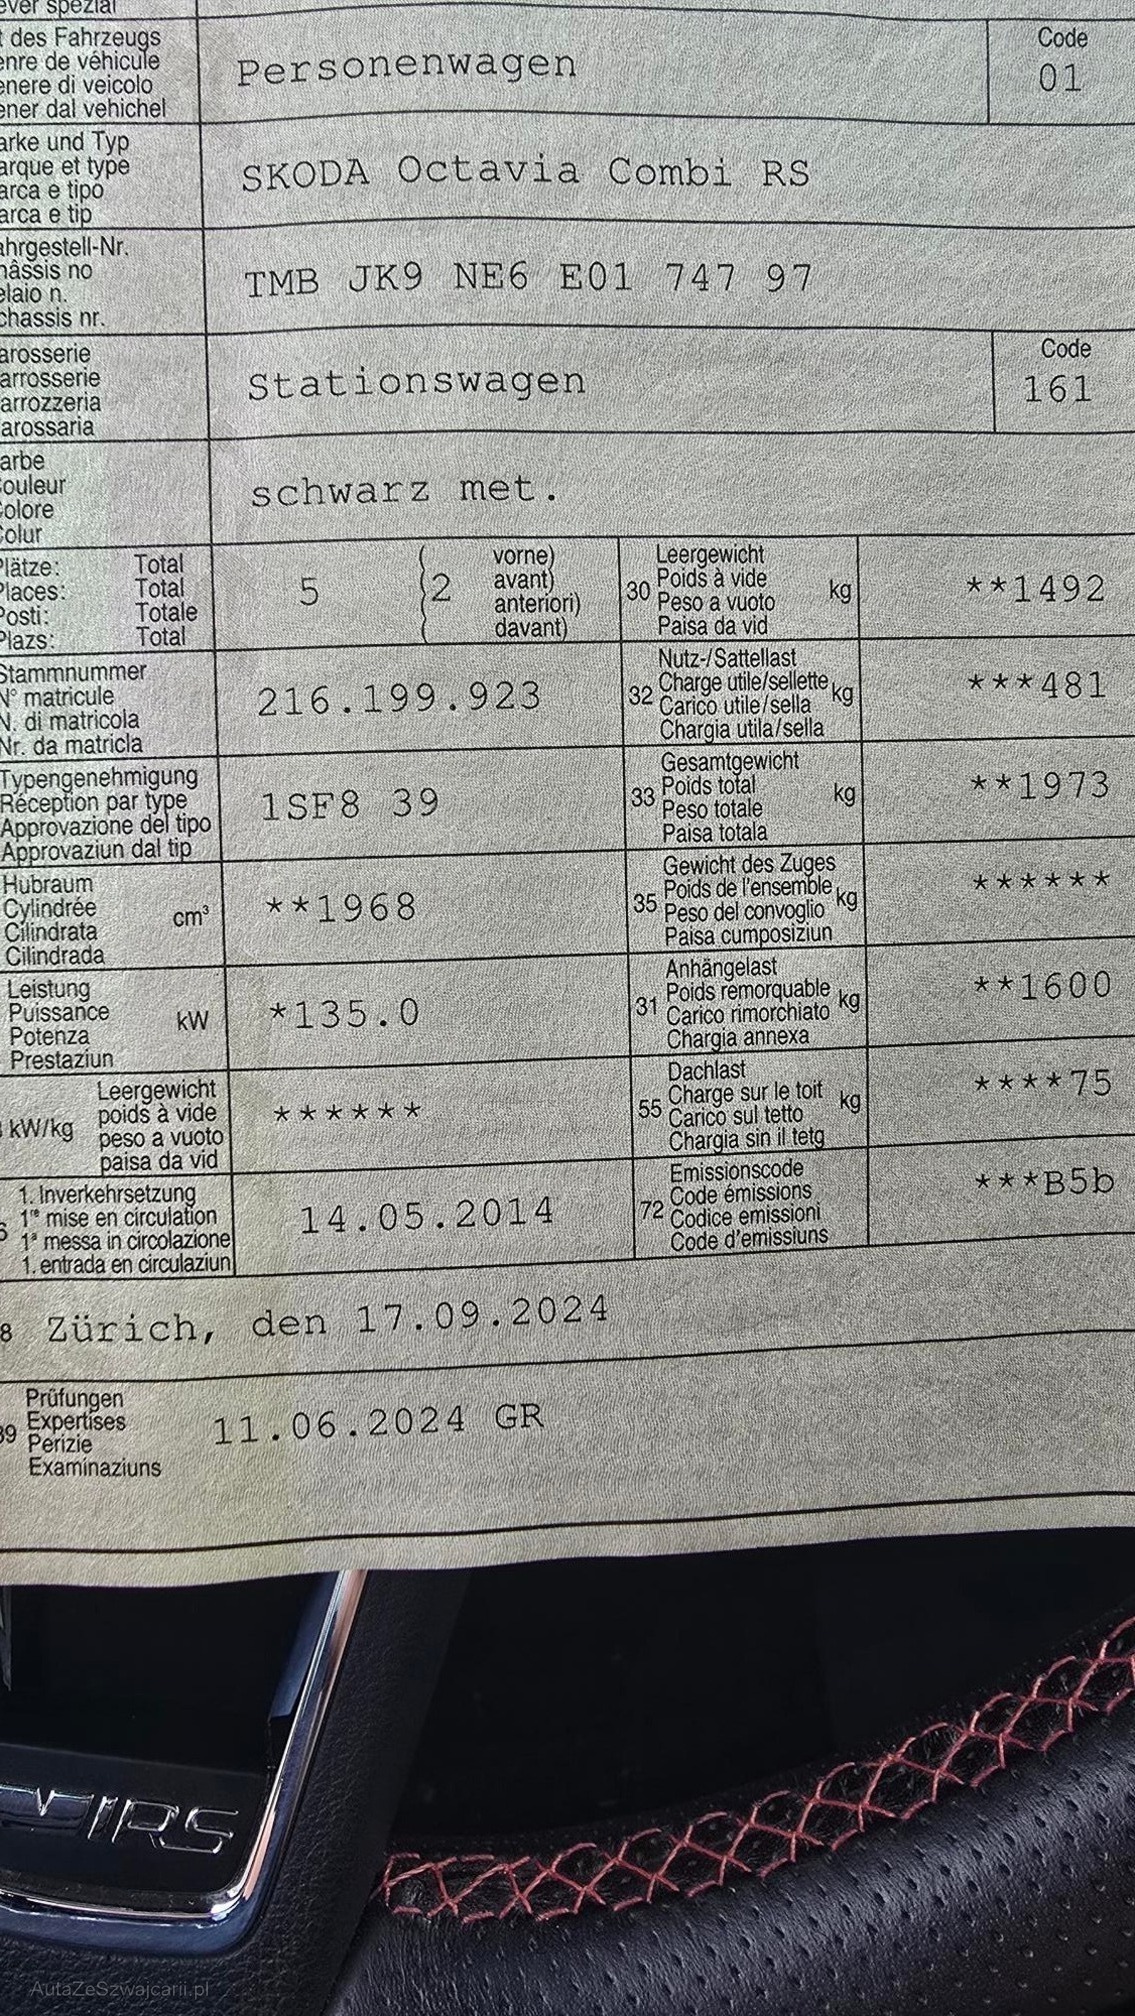 ever spezial
t des Fahrzeugs
enre de véhicule
enere di veicolo
ener dal vehichel
Personenwagen
Code
01
arke und Typ
arque et type
arca e tipo
arca e tip
SKODA Octavia Combi RS
ahrgestell-Nr.
hâssis no
elaio n.
chassis nr.
TMB JK9 NE6 E01 747 97
arosserie
arrosserie
arrozzeria
arossaria
Stationswagen
Code
161
arbe
Couleur
Colore
Colur
schwarz met.
Plätze: Total
Places: Total
Posti: Totale
Plazs: Total
5
2
vorne)
avant)
anteriori)
davant)
30
Leergewicht
Poids à vide
Peso a vuoto
Paisa da vid
kg
**1492
Stammnummer
N° matricule
N. di matricola
Nr. da matricla
216.199.923
32
Nutz-/Sattellast
Charge utile/sellette
Carico utile/sella
Chargia utila/sella
kg
***481
Typengenehmigung
Réception par type
Approvazione del tipo
Approvaziun dal tip
1SF8 39
33
Gesamtgewicht
Poids total
Peso totale
Paisa totala
kg
**1973
Hubraum
Cylindrée
Cilindrata
Cilindrada
cm³
**1968
35
Gewicht des Zuges
Poids de l'ensemble
Peso del convoglio
Paisa cumposiziun
kg
******
Leistung
Puissance
Potenza
Prestaziun
kW
*135.0
31
Anhängelast
Poids remorquable
Carico rimorchiato
Chargia annexa
kg
**1600
kW/kg
Leergewicht
poids à vide
peso a vuoto
paisa da vid
******
55
Dachlast
Charge sur le toit
Carico sul tetto
Chargia sin il tetg
kg
****75
1. Inverkehrsetzung
1re mise en circulation
1a messa in circolazione
1. entrada en circulaziun
14.05.2014
72
Emissionscode
Code émissions
Codice emissioni
Code d'emissiuns
***B5b
8 Zürich, den 17.09.2024
39
Prüfungen
Expertises
Perizie
Examinaziuns
11.06.2024 GR
RS
AutaZeSzwajcarii.pl